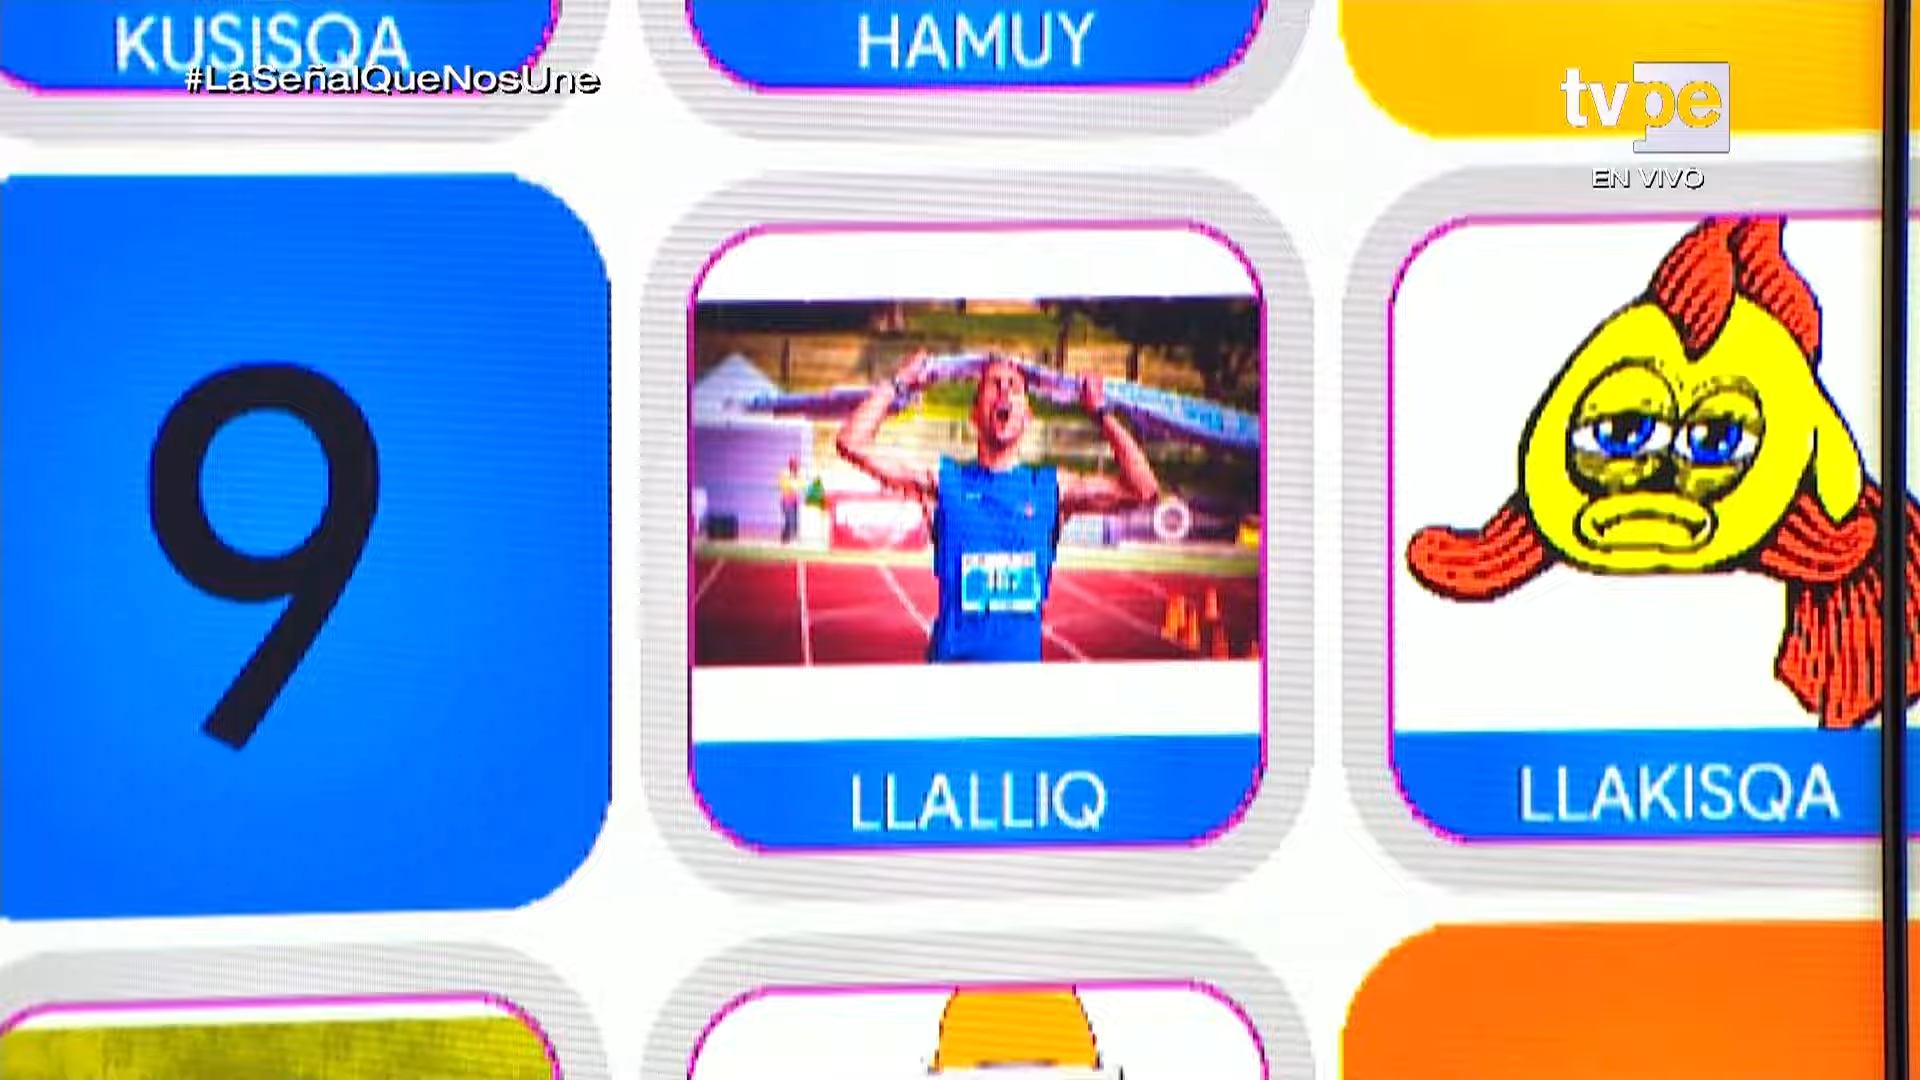 KUSISQA
HAMUY
#LaSeñalQueNosUne
tvpe
EN VIVO
9
LLALLIQ
LLAKISQA